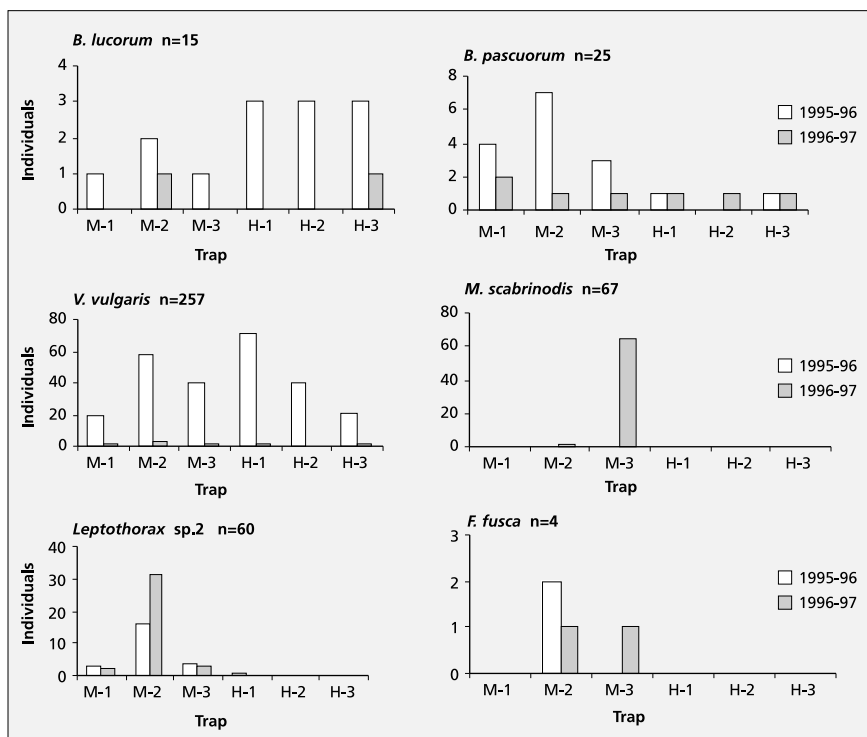 B. lucorum n=15
4
3
2
1
0
Individuals
M-1 M-2 M-3 H-1 H-2 H-3
Trap
B. pascuorum n=25
8
6
4
2
0
M-1 M-2 M-3 H-1 H-2 H-3
Trap
1995-96
1996-97
V. vulgaris n=257
80
60
40
20
0
Individuals
M-1 M-2 M-3 H-1 H-2 H-3
Trap
M. scabrinodis n=67
80
60
40
20
0
M-1 M-2 M-3 H-1 H-2 H-3
Trap
1995-96
1996-97
Leptothorax sp.2 n=60
40
30
20
10
0
Individuals
M-1 M-2 M-3 H-1 H-2 H-3
Trap
F. fusca n=4
3
2
1
0
M-1 M-2 M-3 H-1 H-2 H-3
Trap
1995-96
1996-97